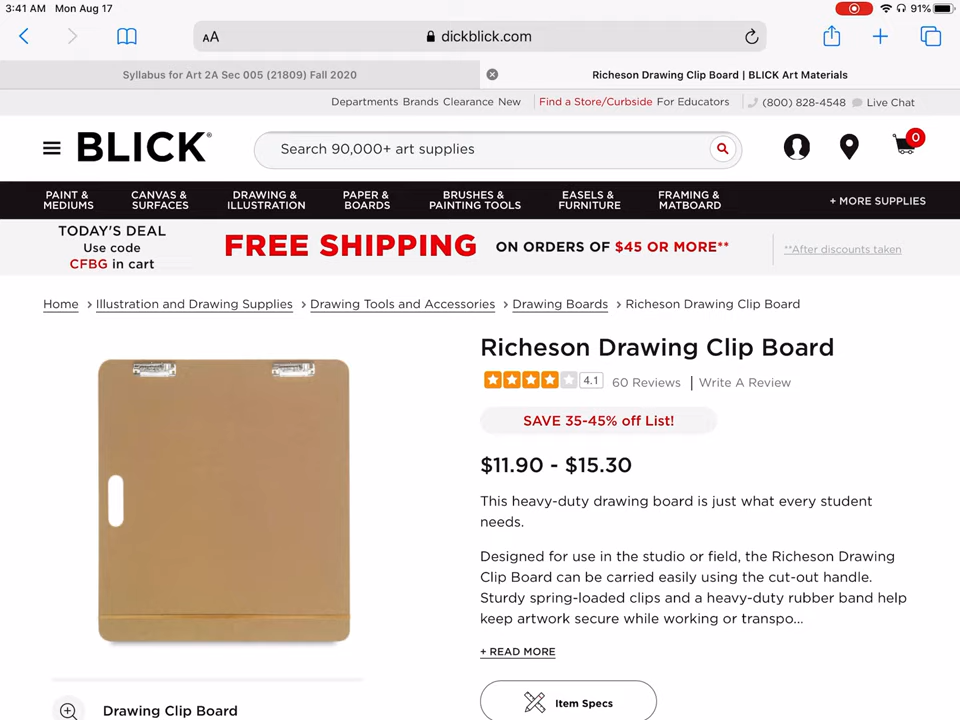 3:41 AM Mon Aug 17
91%
AA dickblick.com
Syllabus for Art 2A Sec 005 (21809) Fall 2020
Richeson Drawing Clip Board | BLICK Art Materials
Departments Brands Clearance New Find a Store/Curbside For Educators (800) 828-4548 Live Chat
BLICK®
Search 90,000+ art supplies
0
PAINT & MEDIUMS
CANVAS & SURFACES
DRAWING & ILLUSTRATION
PAPER & BOARDS
BRUSHES & PAINTING TOOLS
EASELS & FURNITURE
FRAMING & MATBOARD
+ MORE SUPPLIES
TODAY'S DEAL
Use code
CFBG in cart
FREE SHIPPING ON ORDERS OF $45 OR MORE**
**After discounts taken
Home > Illustration and Drawing Supplies > Drawing Tools and Accessories > Drawing Boards > Richeson Drawing Clip Board
Richeson Drawing Clip Board
4.1 60 Reviews | Write A Review
SAVE 35-45% off List!
$11.90 - $15.30
This heavy-duty drawing board is just what every student
needs.
Designed for use in the studio or field, the Richeson Drawing
Clip Board can be carried easily using the cut-out handle.
Sturdy spring-loaded clips and a heavy-duty rubber band help
keep artwork secure while working or transpo...
+ READ MORE
Item Specs
Drawing Clip Board